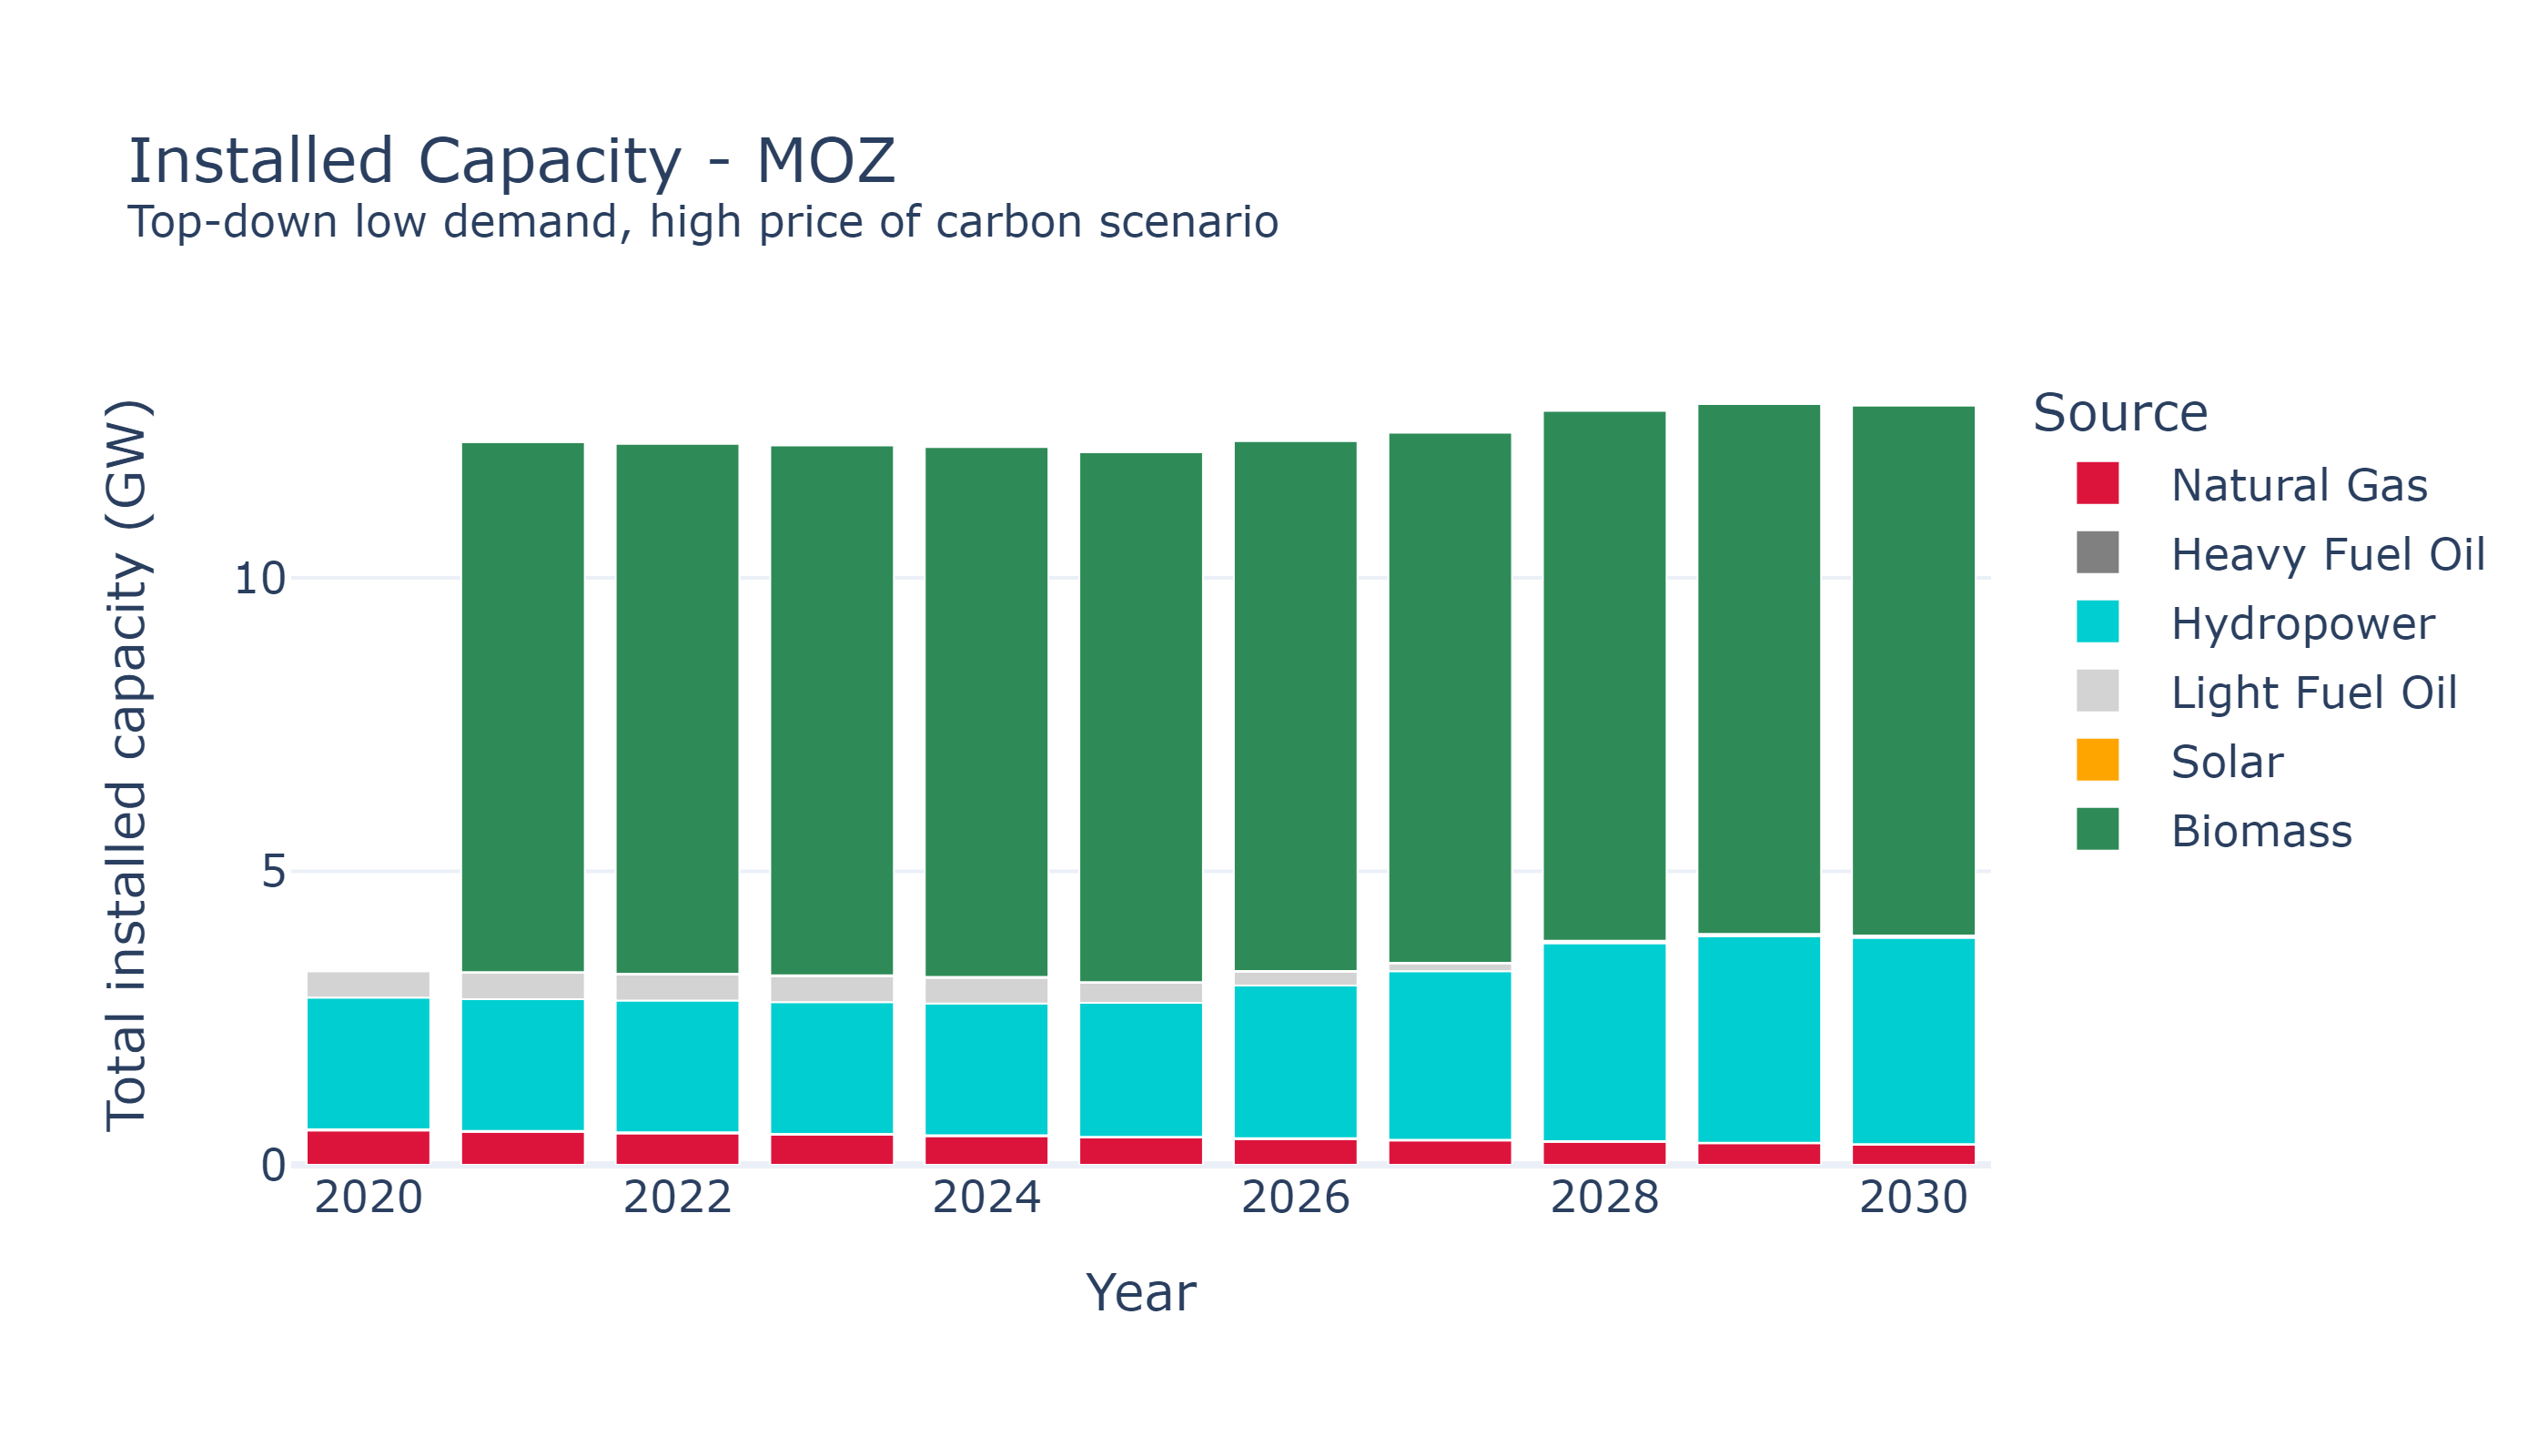 Installed Capacity - MOZ
Top-down low demand, high price of carbon scenario
Total installed capacity (GW)
10
5
0
2020
2022
2024
2026
2028
2030
Year
Source
Natural Gas
Heavy Fuel Oil
Hydropower
Light Fuel Oil
Solar
Biomass